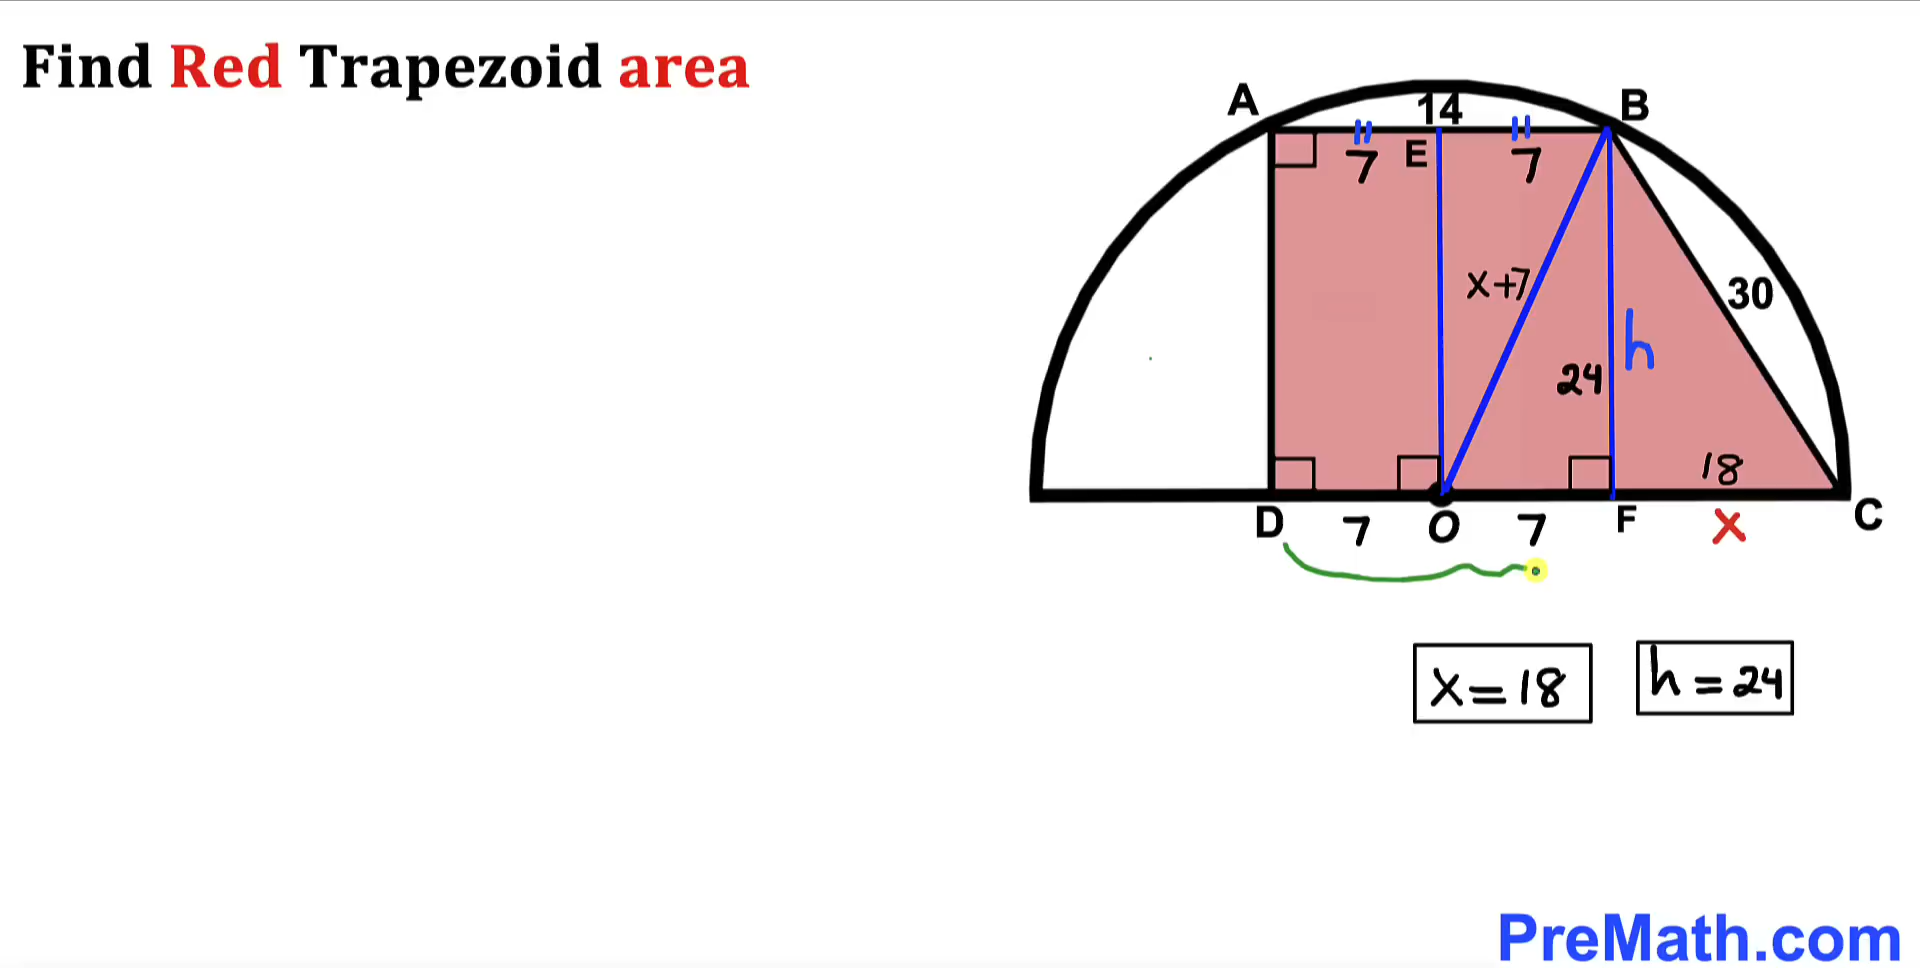 Find Red Trapezoid area
A
14
B
7
E
7
x+7
30
h
24
18
D
7
O
7
F
x
C
x = 18
h = 24
PreMath.com